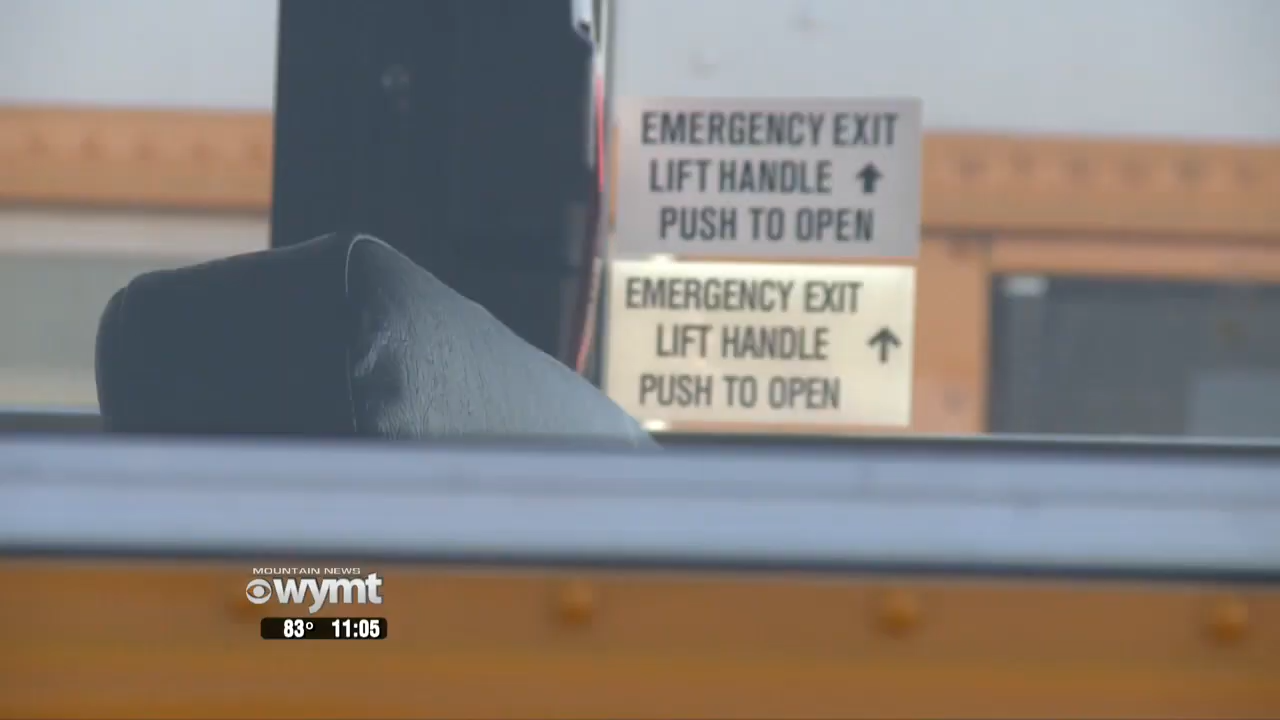 EMERGENCY EXIT
LIFT HANDLE
PUSH TO OPEN
EMERGENCY EXIT
LIFT HANDLE
PUSH TO OPEN
MOUNTAIN NEWS
wymt
83° 11:05